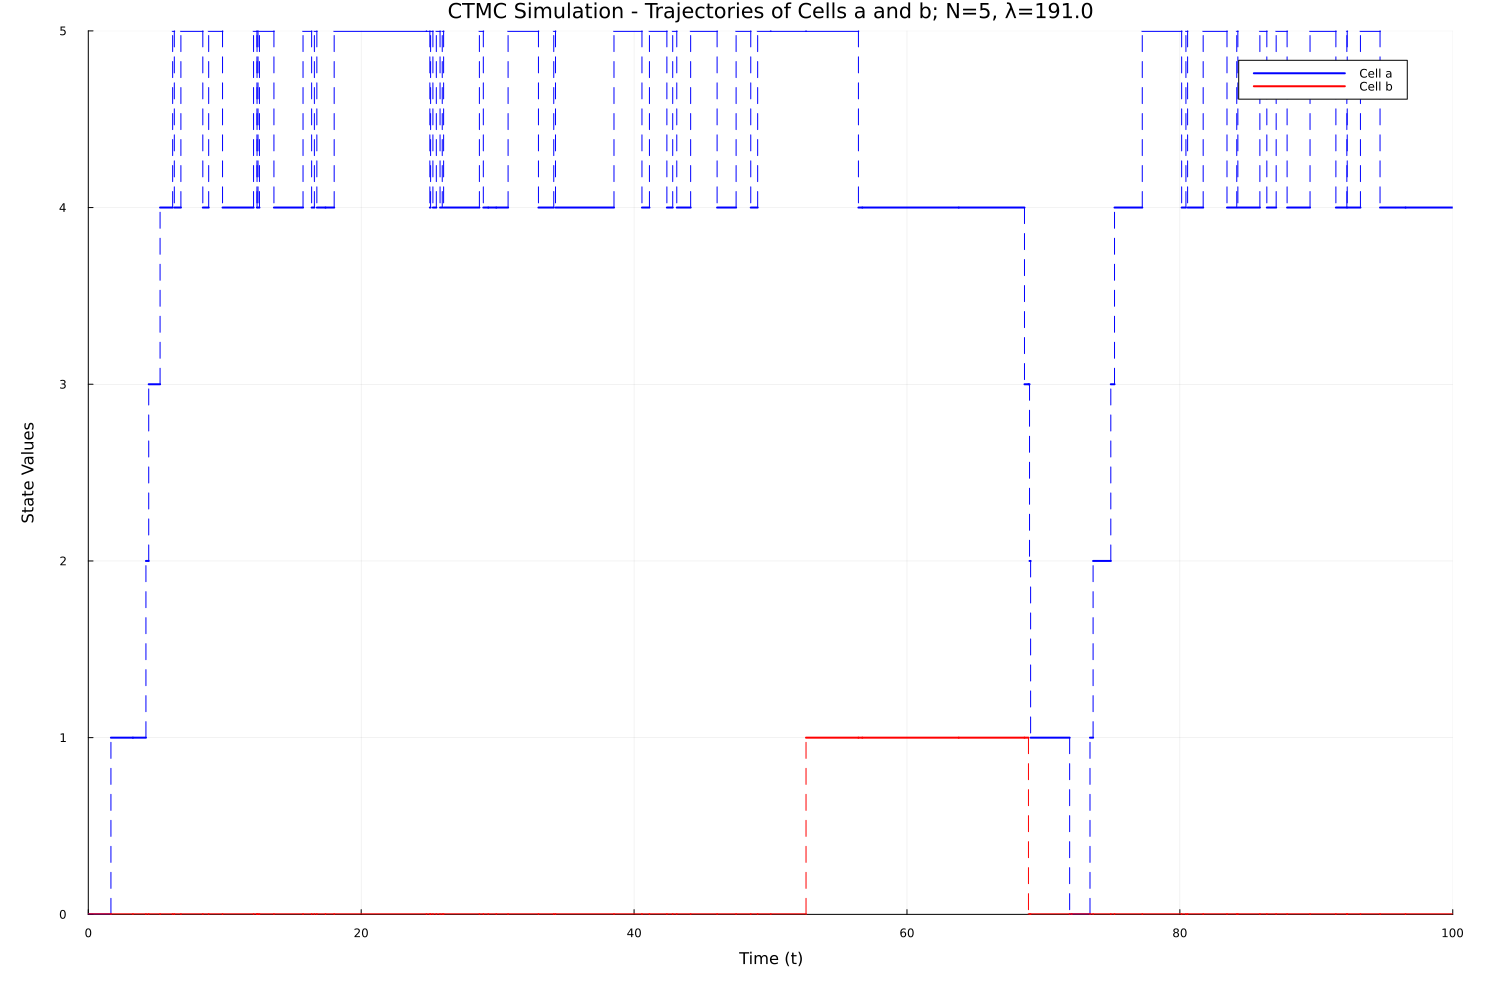 CTMC Simulation - Trajectories of Cells a and b; N=5, λ=191.0
5
Cell a
Cell b
4
3
State Values
2
1
0
0 20 40 60 80 100
Time (t)